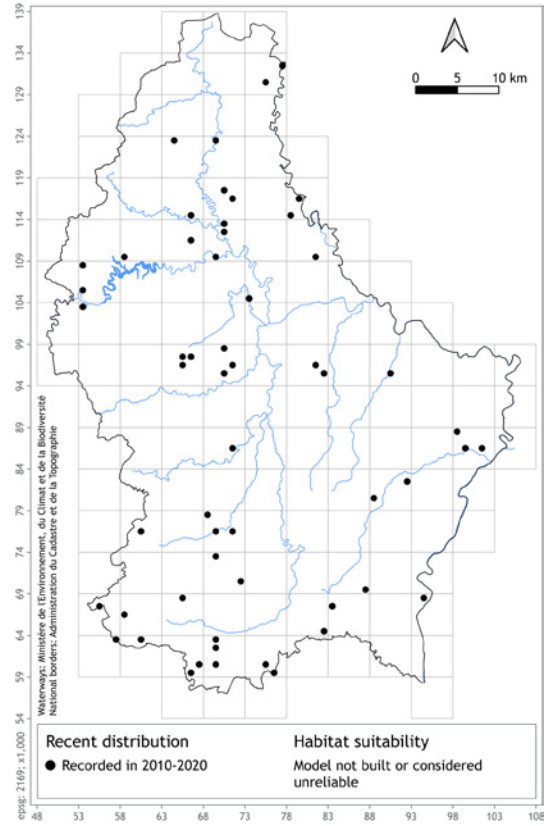 139
134
129
124
119
114
109
104
99
94
89
84
79
74
69
64
59
54
0 5 10 km
Waterways: Ministère de l'Environnement, du Climat et de la Biodiversité
National borders: Administration du Cadastre et de la Topographie
epsg: 2169; x1,000
Recent distribution
Recorded in 2010-2020
Habitat suitability
Model not built or considered
unreliable
48 53 58 63 68 73 78 83 88 93 98 103 108